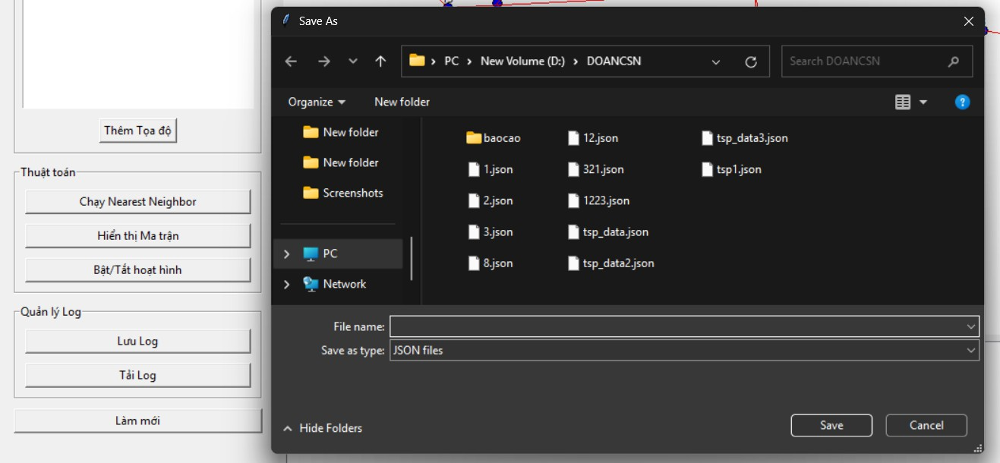 Thêm Tọa độ
Thuật toán
Chạy Nearest Neighbor
Hiển thị Ma trận
Bật/Tắt hoạt hình
Quản lý Log
Lưu Log
Tải Log
Làm mới
Save As
PC > New Volume (D:) > DOANCSN
Search DOANCSN
Organize
New folder
New folder
New folder
Screenshots
PC
Network
baocao
1.json
2.json
3.json
8.json
12.json
321.json
1223.json
tsp_data.json
tsp_data2.json
tsp_data3.json
tsp1.json
File name:
Save as type: JSON files
Hide Folders
Save
Cancel